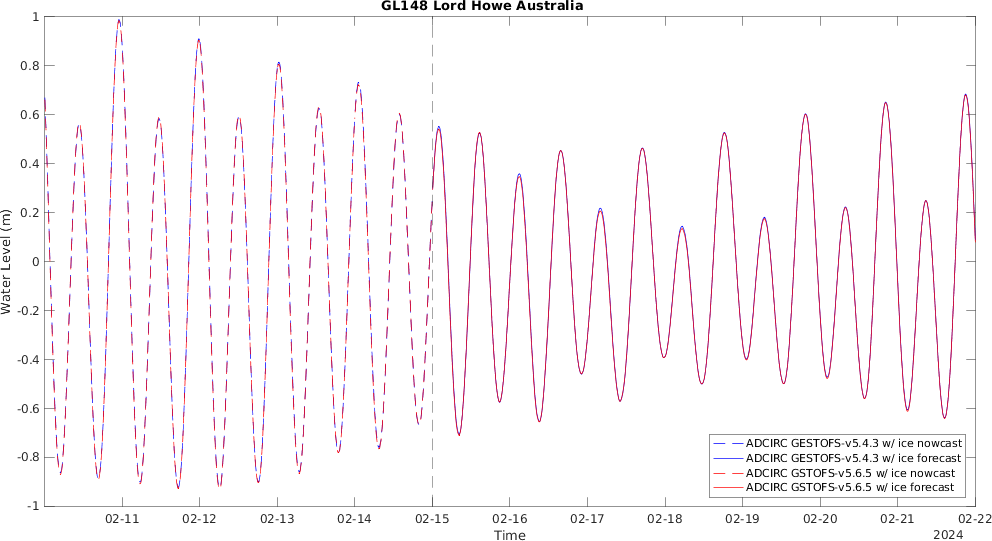 GL148 Lord Howe Australia
1
0.8
0.6
0.4
0.2
0
-0.2
-0.4
-0.6
-0.8
-1
Water Level (m)
ADCIRC GESTOFS-v5.4.3 w/ ice nowcast
ADCIRC GESTOFS-v5.4.3 w/ ice forecast
ADCIRC GSTOFS-v5.6.5 w/ ice nowcast
ADCIRC GSTOFS-v5.6.5 w/ ice forecast
02-11 02-12 02-13 02-14 02-15 02-16 02-17 02-18 02-19 02-20 02-21 02-22
Time
2024